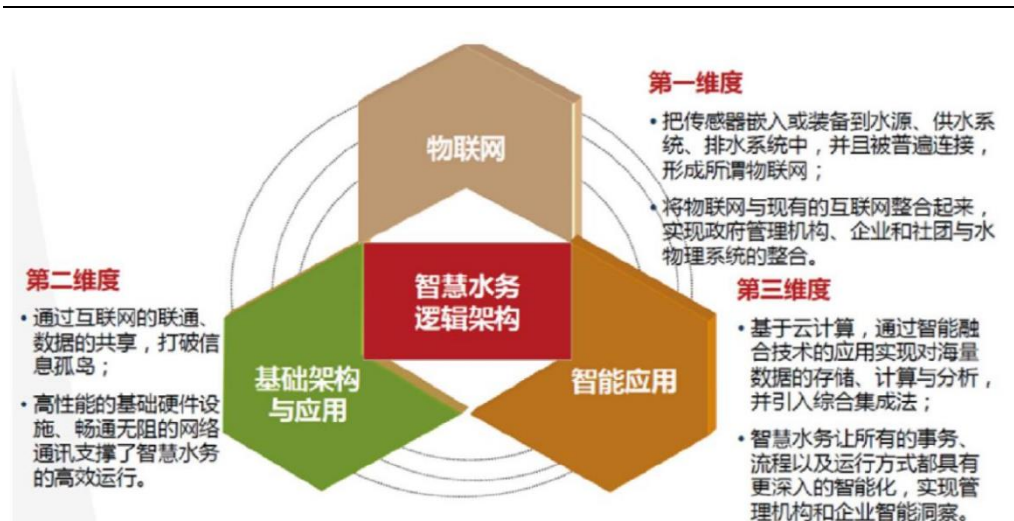 物联网
智慧水务
逻辑架构
基础架构
与应用
智能应用
第一维度
• 把传感器嵌入或装备到水源、供水系
统、排水系统中，并且被普遍连接，
形成所谓物联网；
• 将物联网与现有的互联网整合起来，
实现政府管理机构、企业和社团与水
物理系统的整合。
第二维度
• 通过互联网的联通、
数据的共享，打破信
息孤岛；
• 高性能的基础硬件设
施、畅通无阻的网络
通讯支撑了智慧水务
的高效运行。
第三维度
• 基于云计算，通过智能融
合技术的应用实现对海量
数据的存储、计算与分析，
并引入综合集成法；
• 智慧水务让所有的事务、
流程以及运行方式都具有
更深入的智能化，实现管
理机构和企业智能洞察。